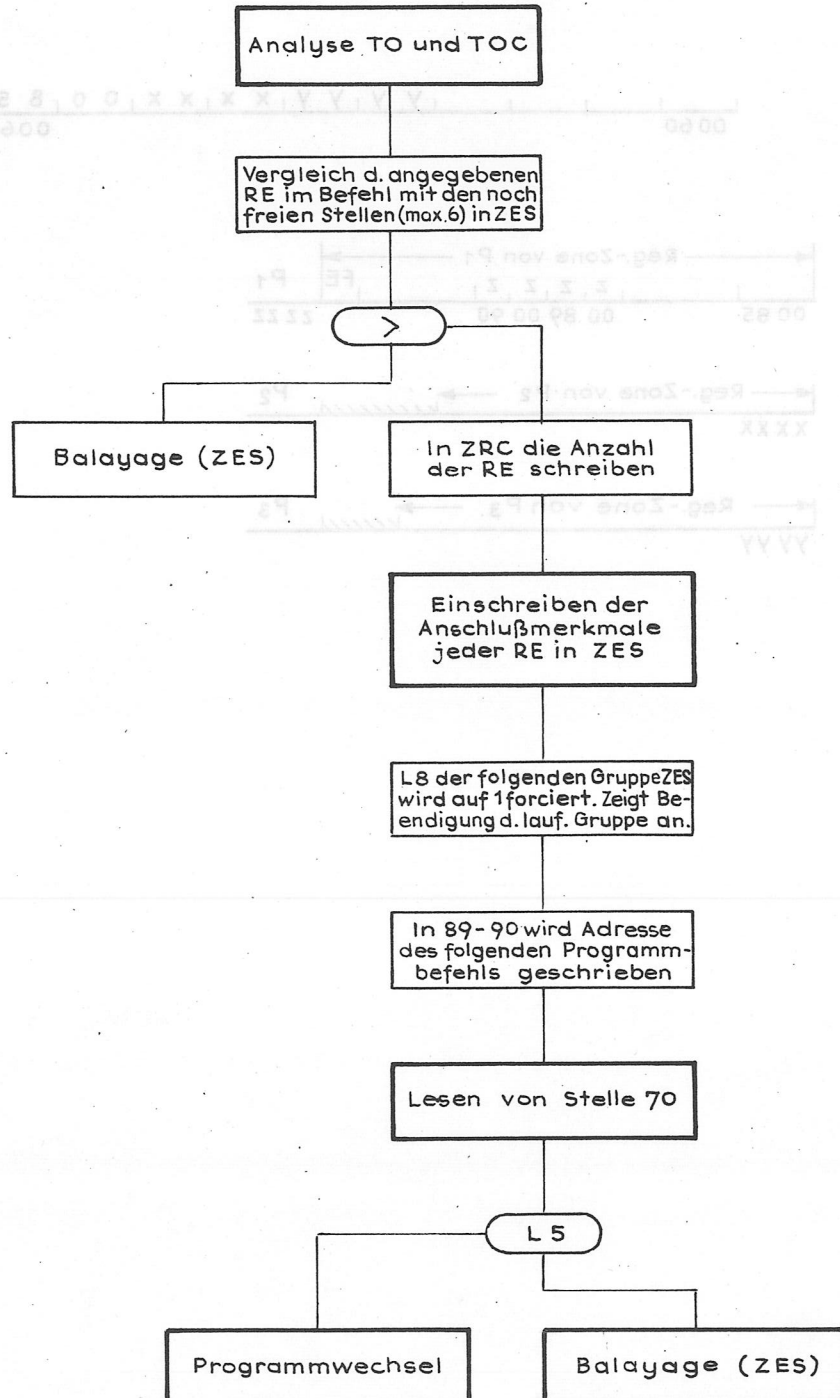 Analyse TO und TOC
Vergleich d. angegebenen
RE im Befehl mit den noch
freien Stellen (max.6) in ZES
>
Balayage (ZES)
In ZRC die Anzahl
der RE schreiben
Einschreiben der
Anschlußmerkmale
jeder RE in ZES
L8 der folgenden Gruppe ZES
wird auf 1 forciert. Zeigt Be-
endigung d. lauf. Gruppe an.
In 89-90 wird Adresse
des folgenden Programm-
befehls geschrieben
Lesen von Stelle 70
L 5
Programmwechsel
Balayage (ZES)